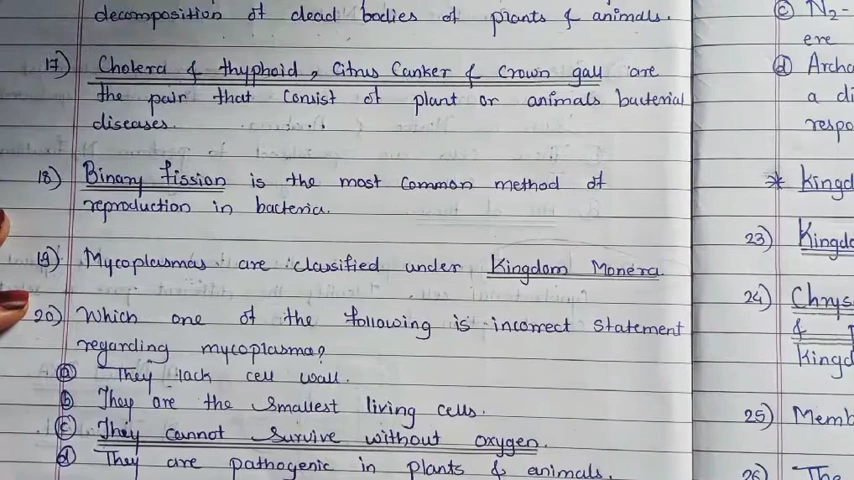 decomposition of dead bodies of plants & animals.
17) Cholera & thyphoid, Citrus Canker & Crown gall are
the pair that consist of plant or animals bacterial
diseases.
18) Binary fission is the most common method of
reproduction in bacteria.
19) Mycoplasmas are classified under Kingdom Monera.
20) Which one of the following is incorrect statement
regarding mycoplasma?
(a) They lack cell wall.
(b) They are the smallest living cells.
(c) They cannot survive without oxygen.
(d) They are pathogenic in plants & animals.
(c) N2-
ere
(d) Archa
a di
respo
* Kingd
23) Kingdo
24) Chrys
&
Kingd
25) Memb
26) The